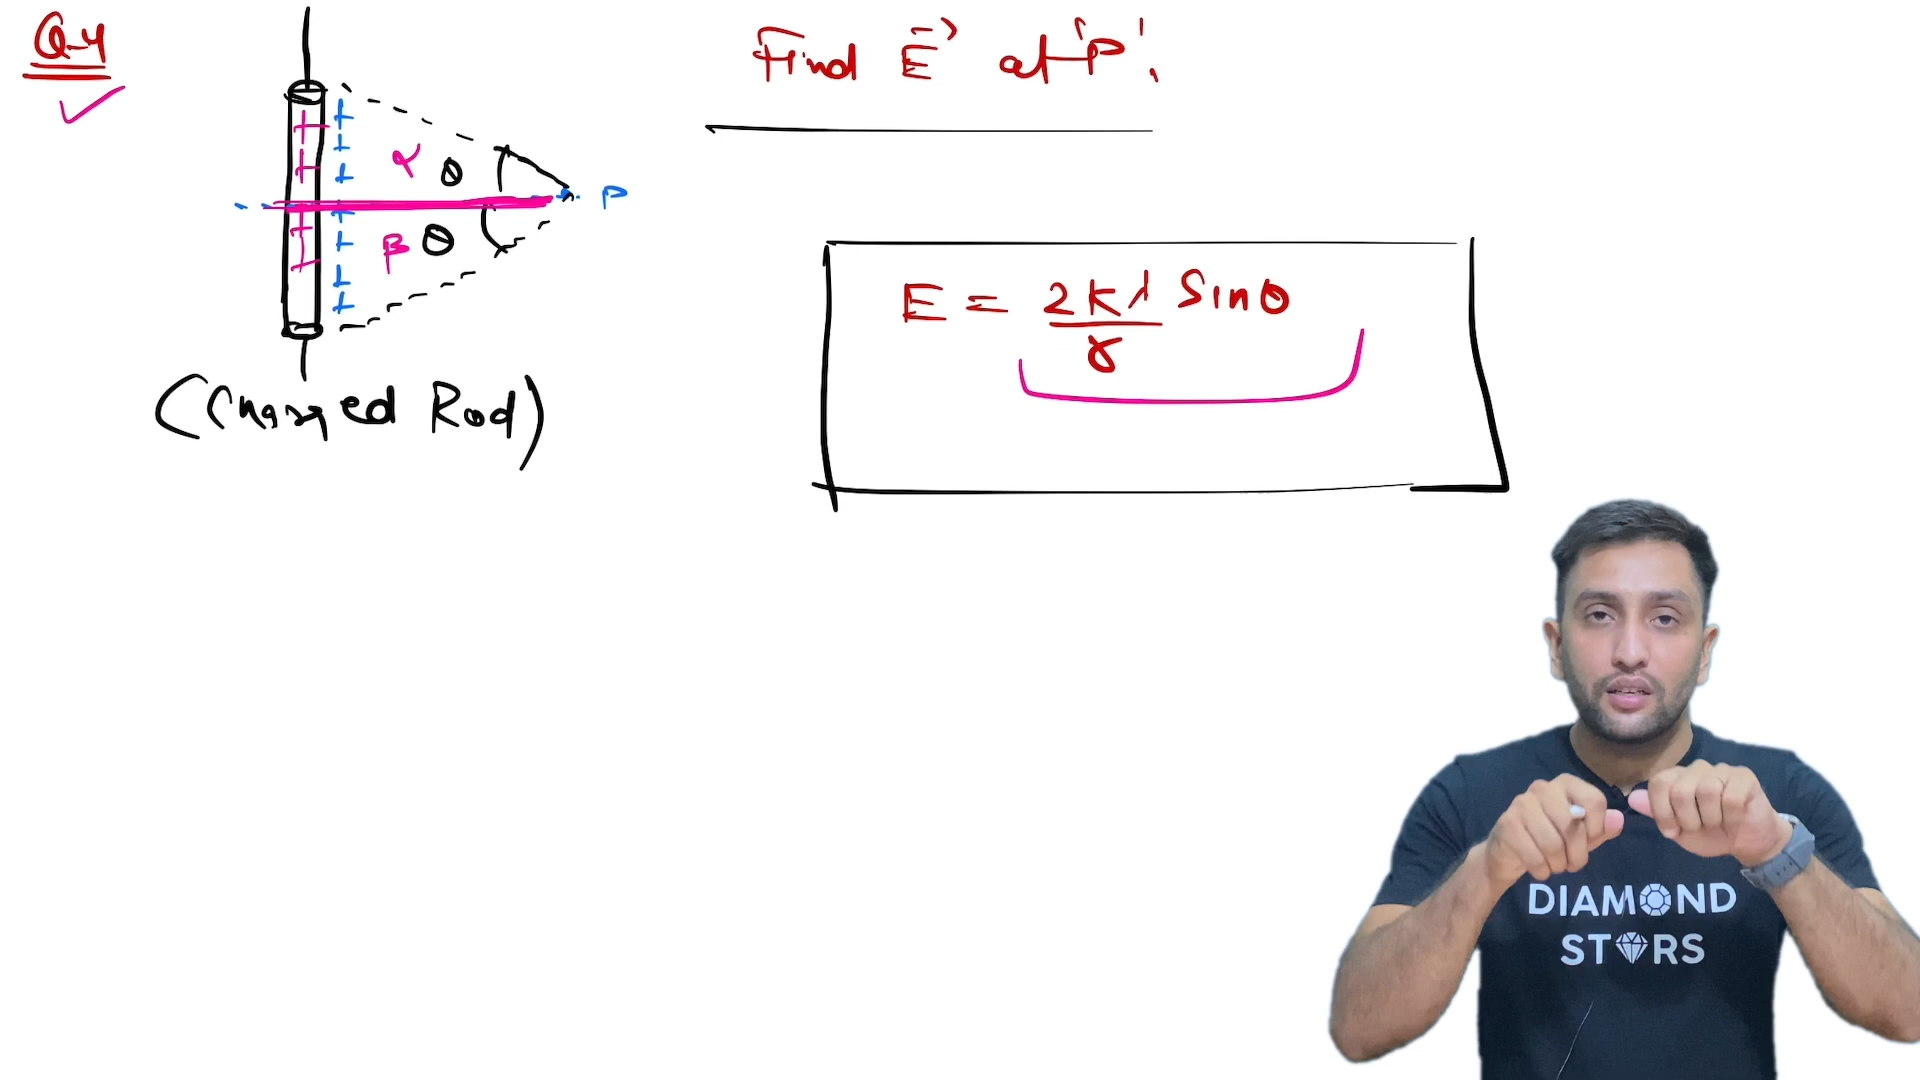 Q-4
Find E⃗ at 'P'.
α θ
P
β θ
(Charged Rod)
E = 2kλ/r Sinθ
DIAMOND
STARS